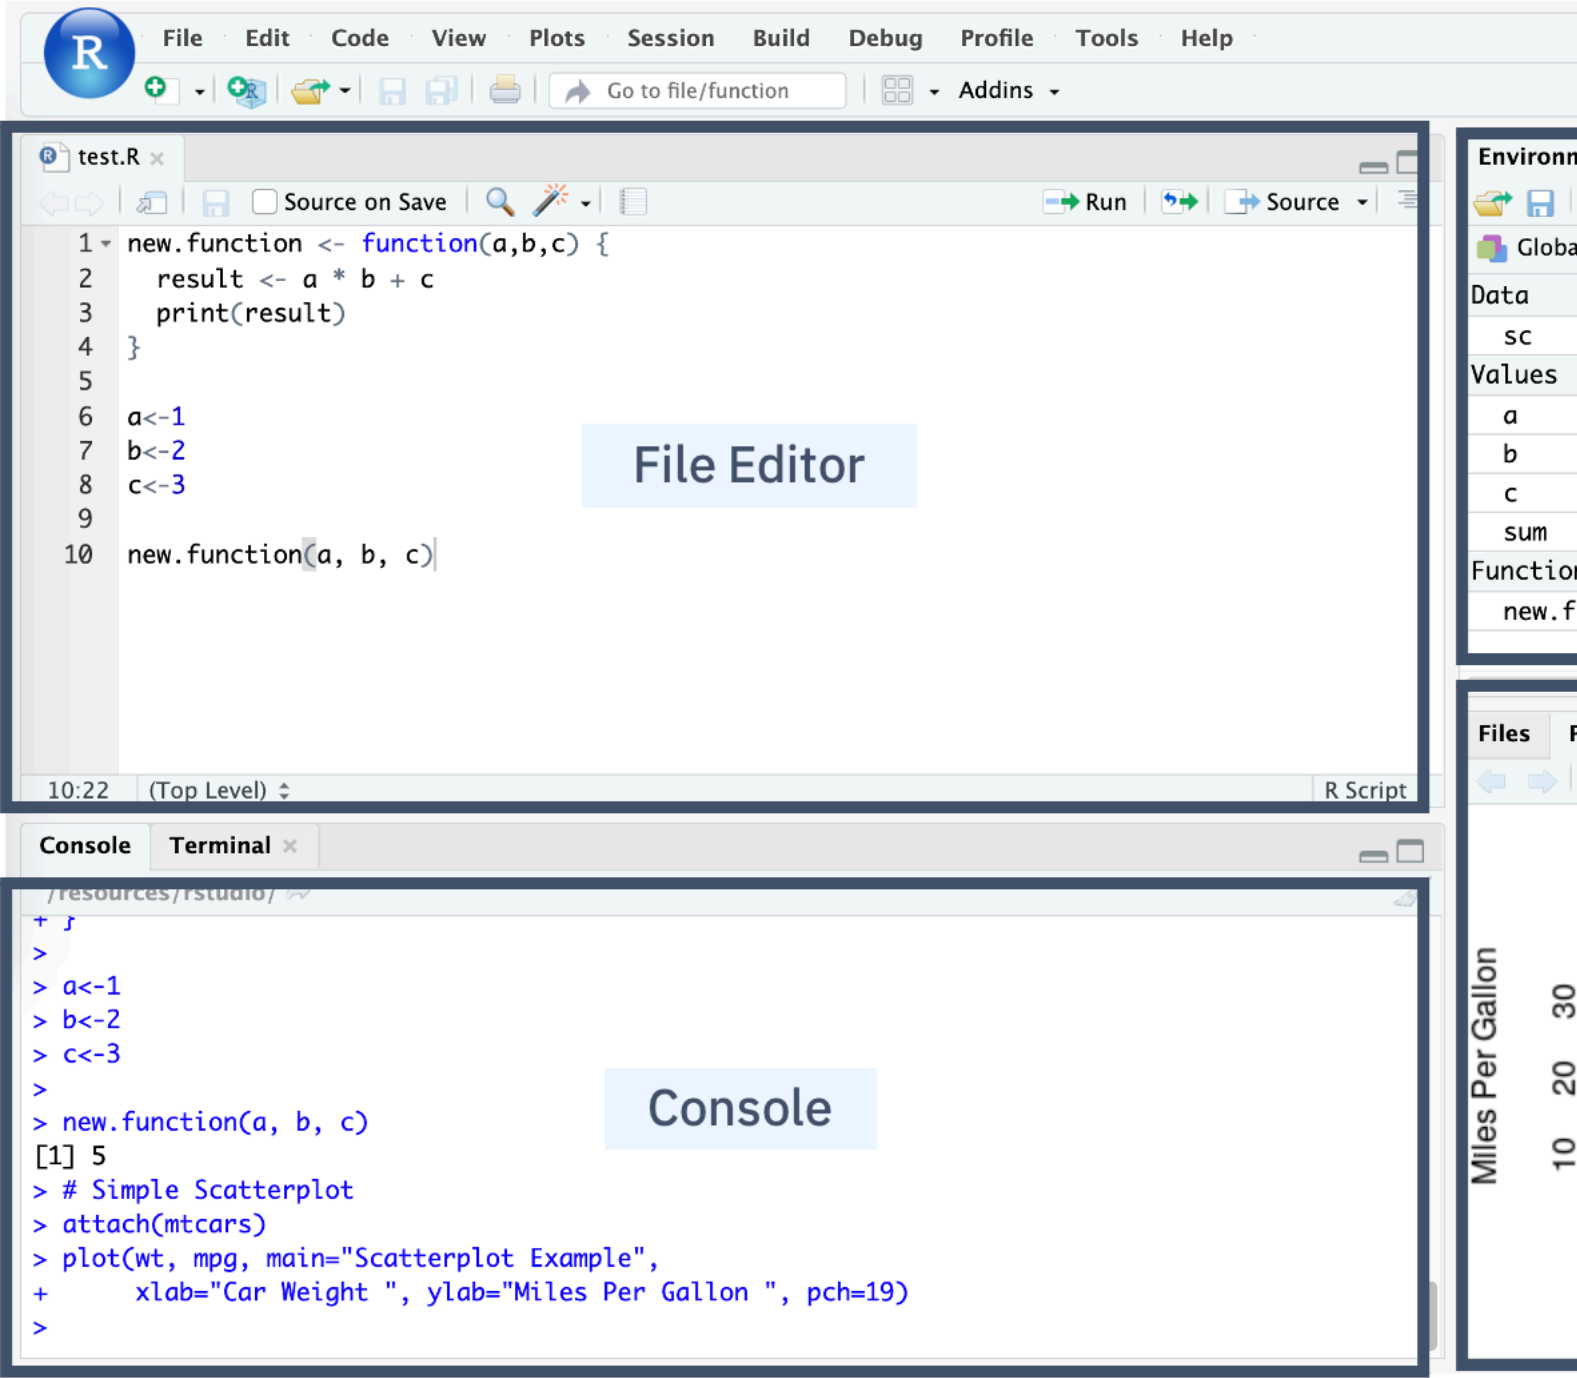 R
File Edit Code View Plots Session Build Debug Profile Tools Help
R Go to file/function Addins
R test.R
Source on Save Run Source
1 new.function <- function(a,b,c) {
2 result <- a * b + c
3 print(result)
4 }
5
6 a<-1
7 b<-2
8 c<-3
9
10 new.function(a, b, c)
File Editor
10:22 (Top Level) R Script
Console Terminal
/resources/rstudio/
+ }
>
> a<-1
> b<-2
> c<-3
>
> new.function(a, b, c)
[1] 5
> # Simple Scatterplot
> attach(mtcars)
> plot(wt, mpg, main="Scatterplot Example",
+ xlab="Car Weight ", ylab="Miles Per Gallon ", pch=19)
>
Console
Environ
Globa
Data
sc
Values
a
b
c
sum
Function
new.f
Files
Miles Per Gallon
30
20
10